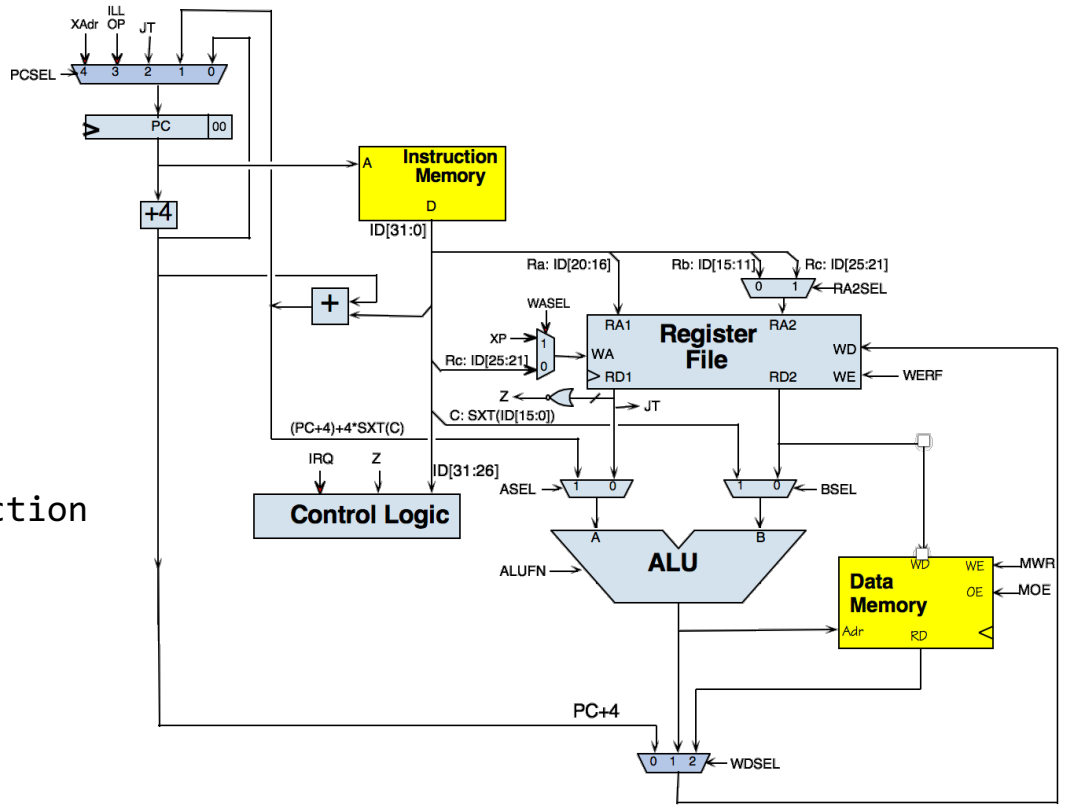 ILL
XAdr OP JT
PCSEL 4 3 2 1 0
PC 00
A Instruction
Memory
+4
D
ID[31:0]
Ra: ID[20:16] Rb: ID[15:11] Rc: ID[25:21]
0 1 RA2SEL
+
WASEL
RA1 RA2
XP 1
Register
File
WA WD
Rc: ID[25:21] 0
RD1 RD2 WE WERF
Z
JT
C: SXT(ID[15:0])
(PC+4)+4*SXT(C)
IRQ Z
ID[31:26]
ASEL 1 0 1 0 BSEL
ction
Control Logic
A B
ALU
ALUFN
WD WE MWR
Data
Memory
OE MOE
Adr RD
PC+4
0 1 2 WDSEL